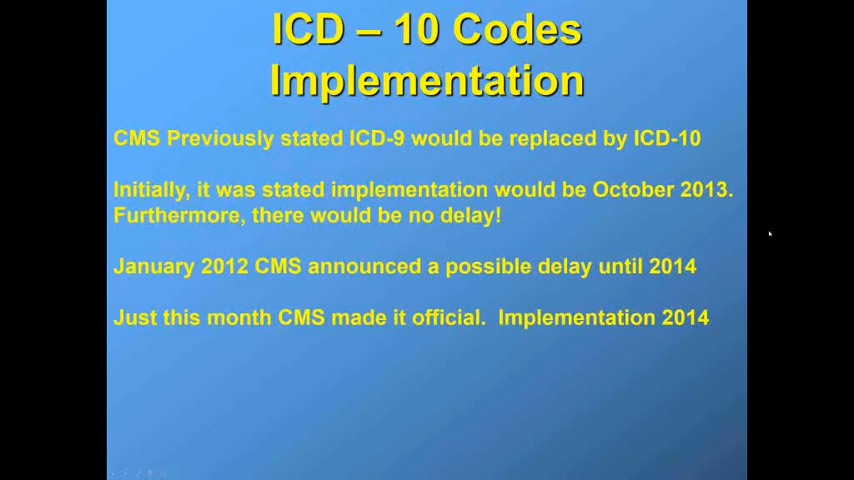 ICD – 10 Codes
Implementation
CMS Previously stated ICD-9 would be replaced by ICD-10
Initially, it was stated implementation would be October 2013.
Furthermore, there would be no delay!
January 2012 CMS announced a possible delay until 2014
Just this month CMS made it official.  Implementation 2014